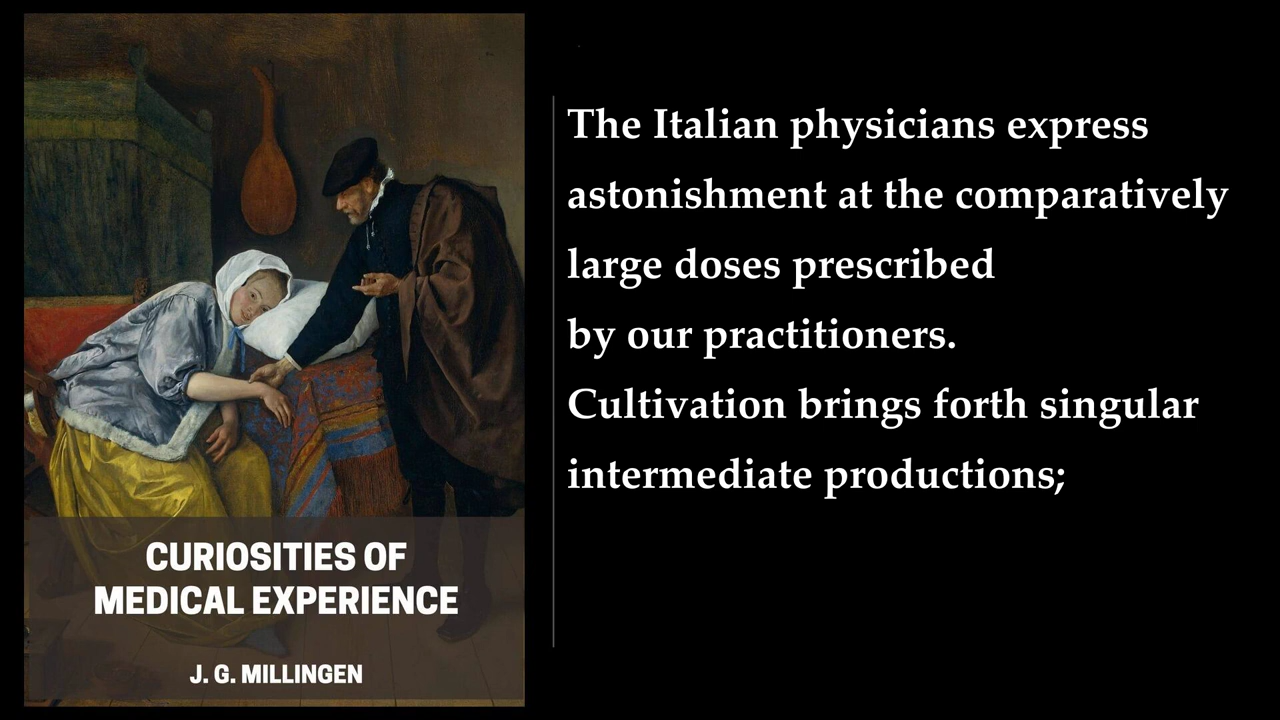 The Italian physicians express
astonishment at the comparatively
large doses prescribed
by our practitioners.
Cultivation brings forth singular
intermediate productions;
CURIOSITIES OF
MEDICAL EXPERIENCE
J. G. MILLINGEN